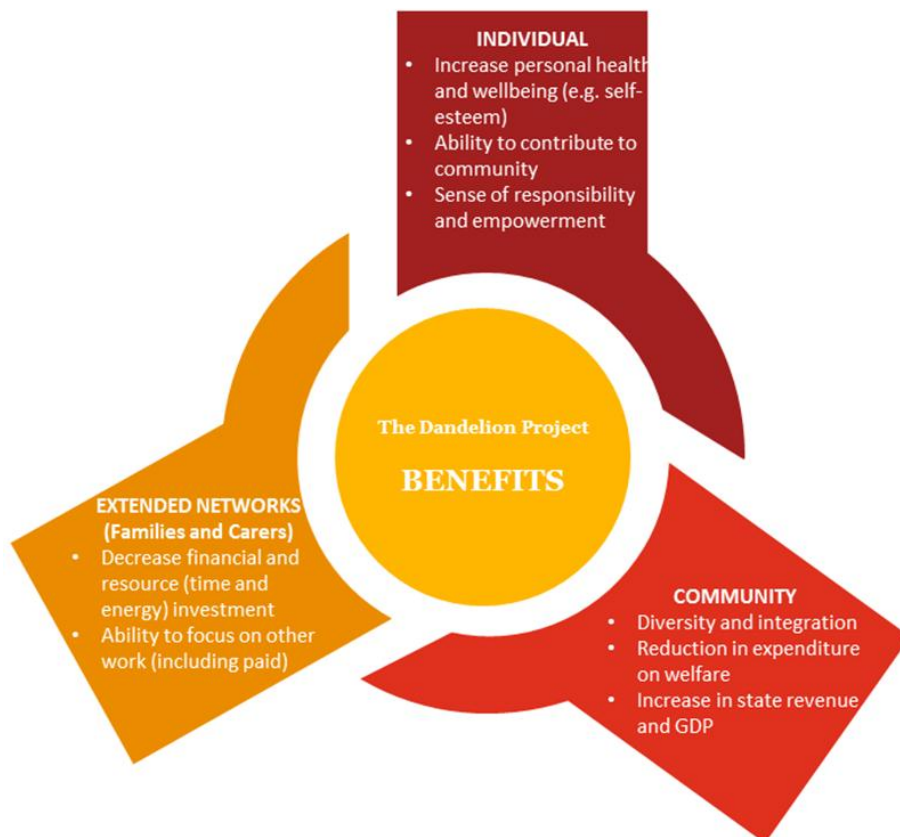 INDIVIDUAL
• Increase personal health
and wellbeing (e.g. self-
esteem)
• Ability to contribute to
community
• Sense of responsibility
and empowerment
The Dandelion Project
BENEFITS
EXTENDED NETWORKS
(Families and Carers)
• Decrease financial and
resource (time and
energy) investment
• Ability to focus on other
work (including paid)
COMMUNITY
• Diversity and integration
• Reduction in expenditure
on welfare
• Increase in state revenue
and GDP